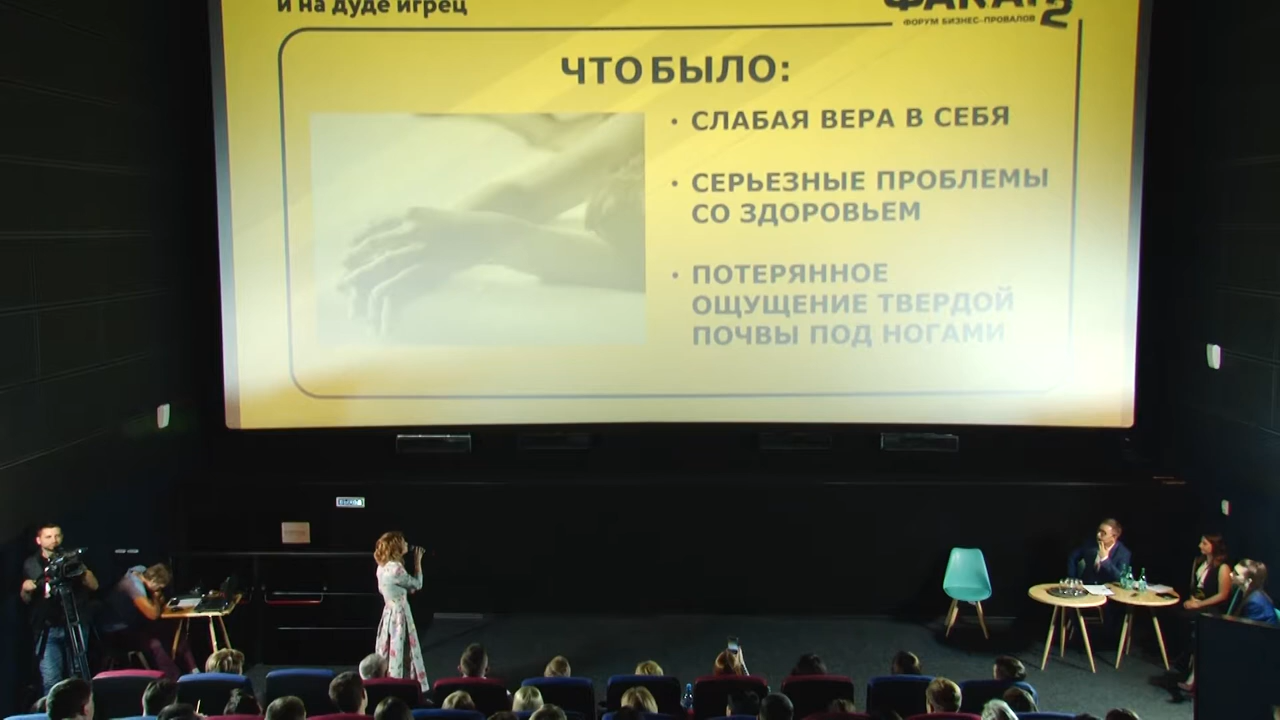 и на дуде игрец
ФАКАП 2
ФОРУМ БИЗНЕС-ПРОВАЛОВ
ЧТО БЫЛО:
• СЛАБАЯ ВЕРА В СЕБЯ
• СЕРЬЕЗНЫЕ ПРОБЛЕМЫ
СО ЗДОРОВЬЕМ
• ПОТЕРЯННОЕ
ОЩУЩЕНИЕ ТВЕРДОЙ
ПОЧВЫ ПОД НОГАМИ
ВЫХОД